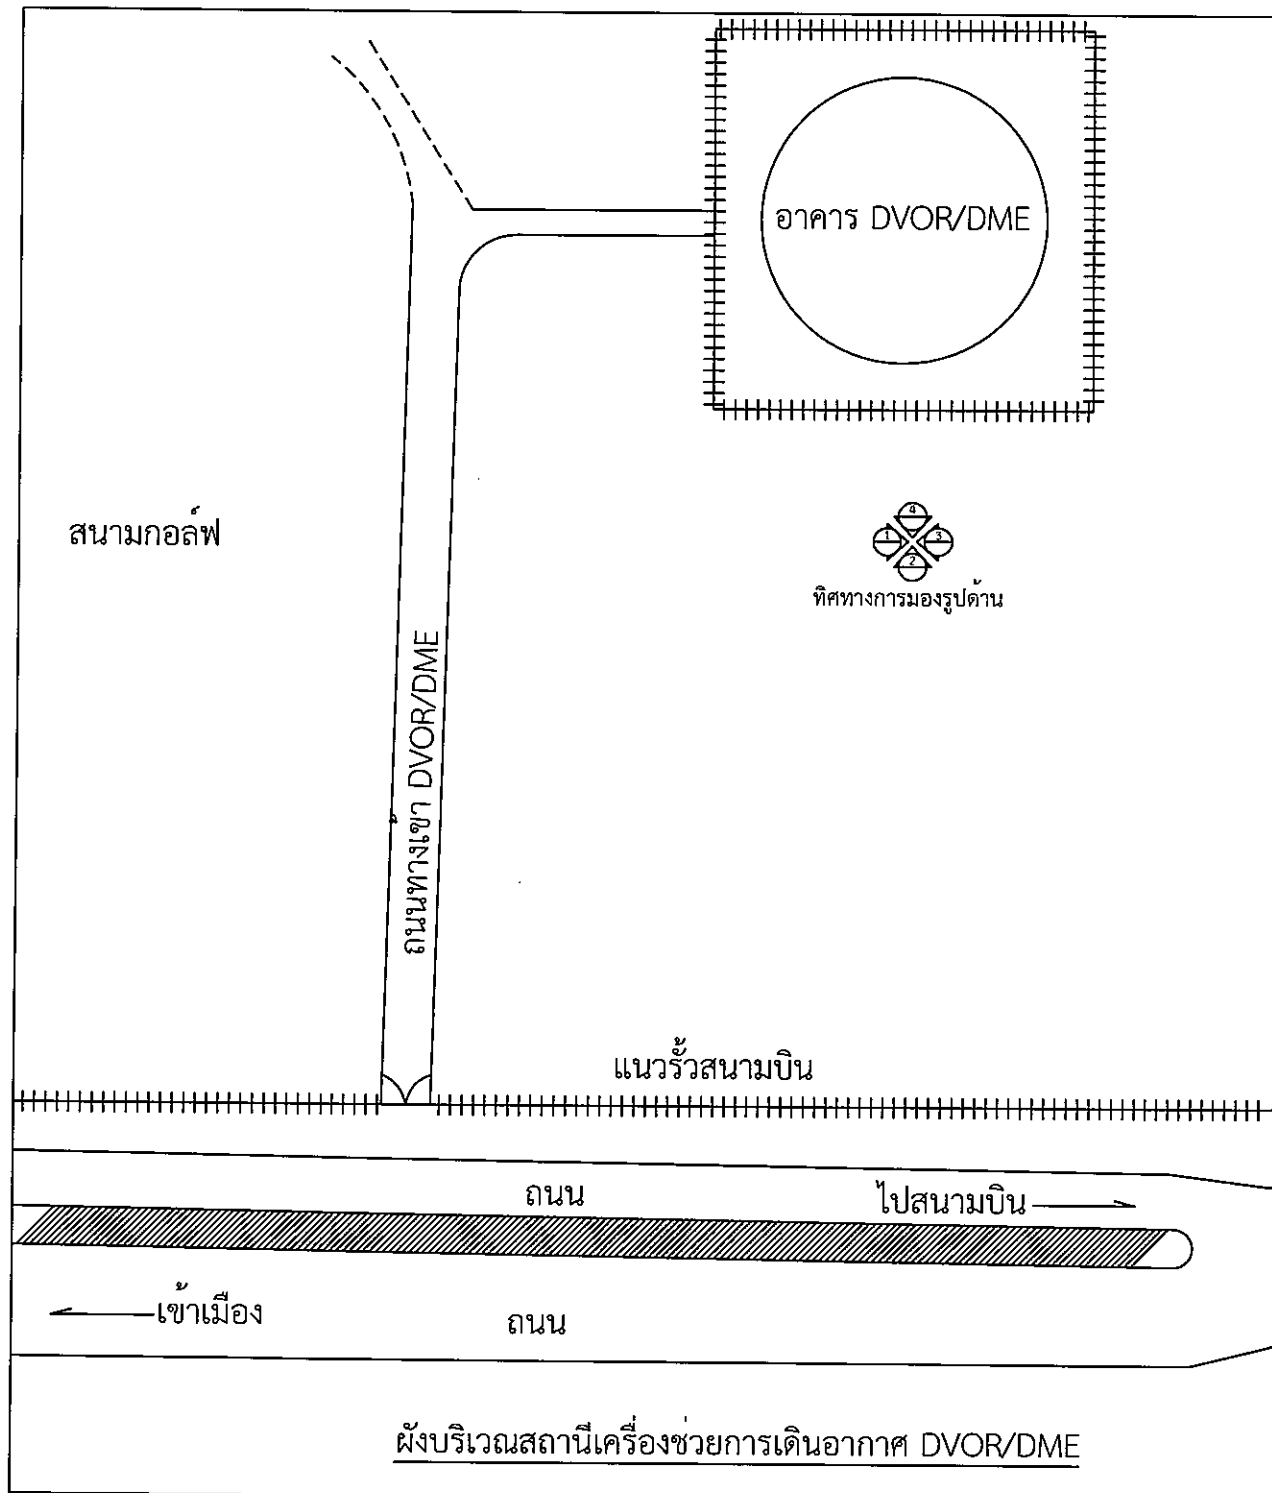 อาคาร DVOR/DME
สนามกอล์ฟ
4
1
3
2
ทิศทางการมองรูปด้าน
ถนนทางเข้า DVOR/DME
แนวรั้วสนามบิน
ถนน
ไปสนามบิน
เข้าเมือง
ถนน
ผังบริเวณสถานีเครื่องช่วยการเดินอากาศ DVOR/DME